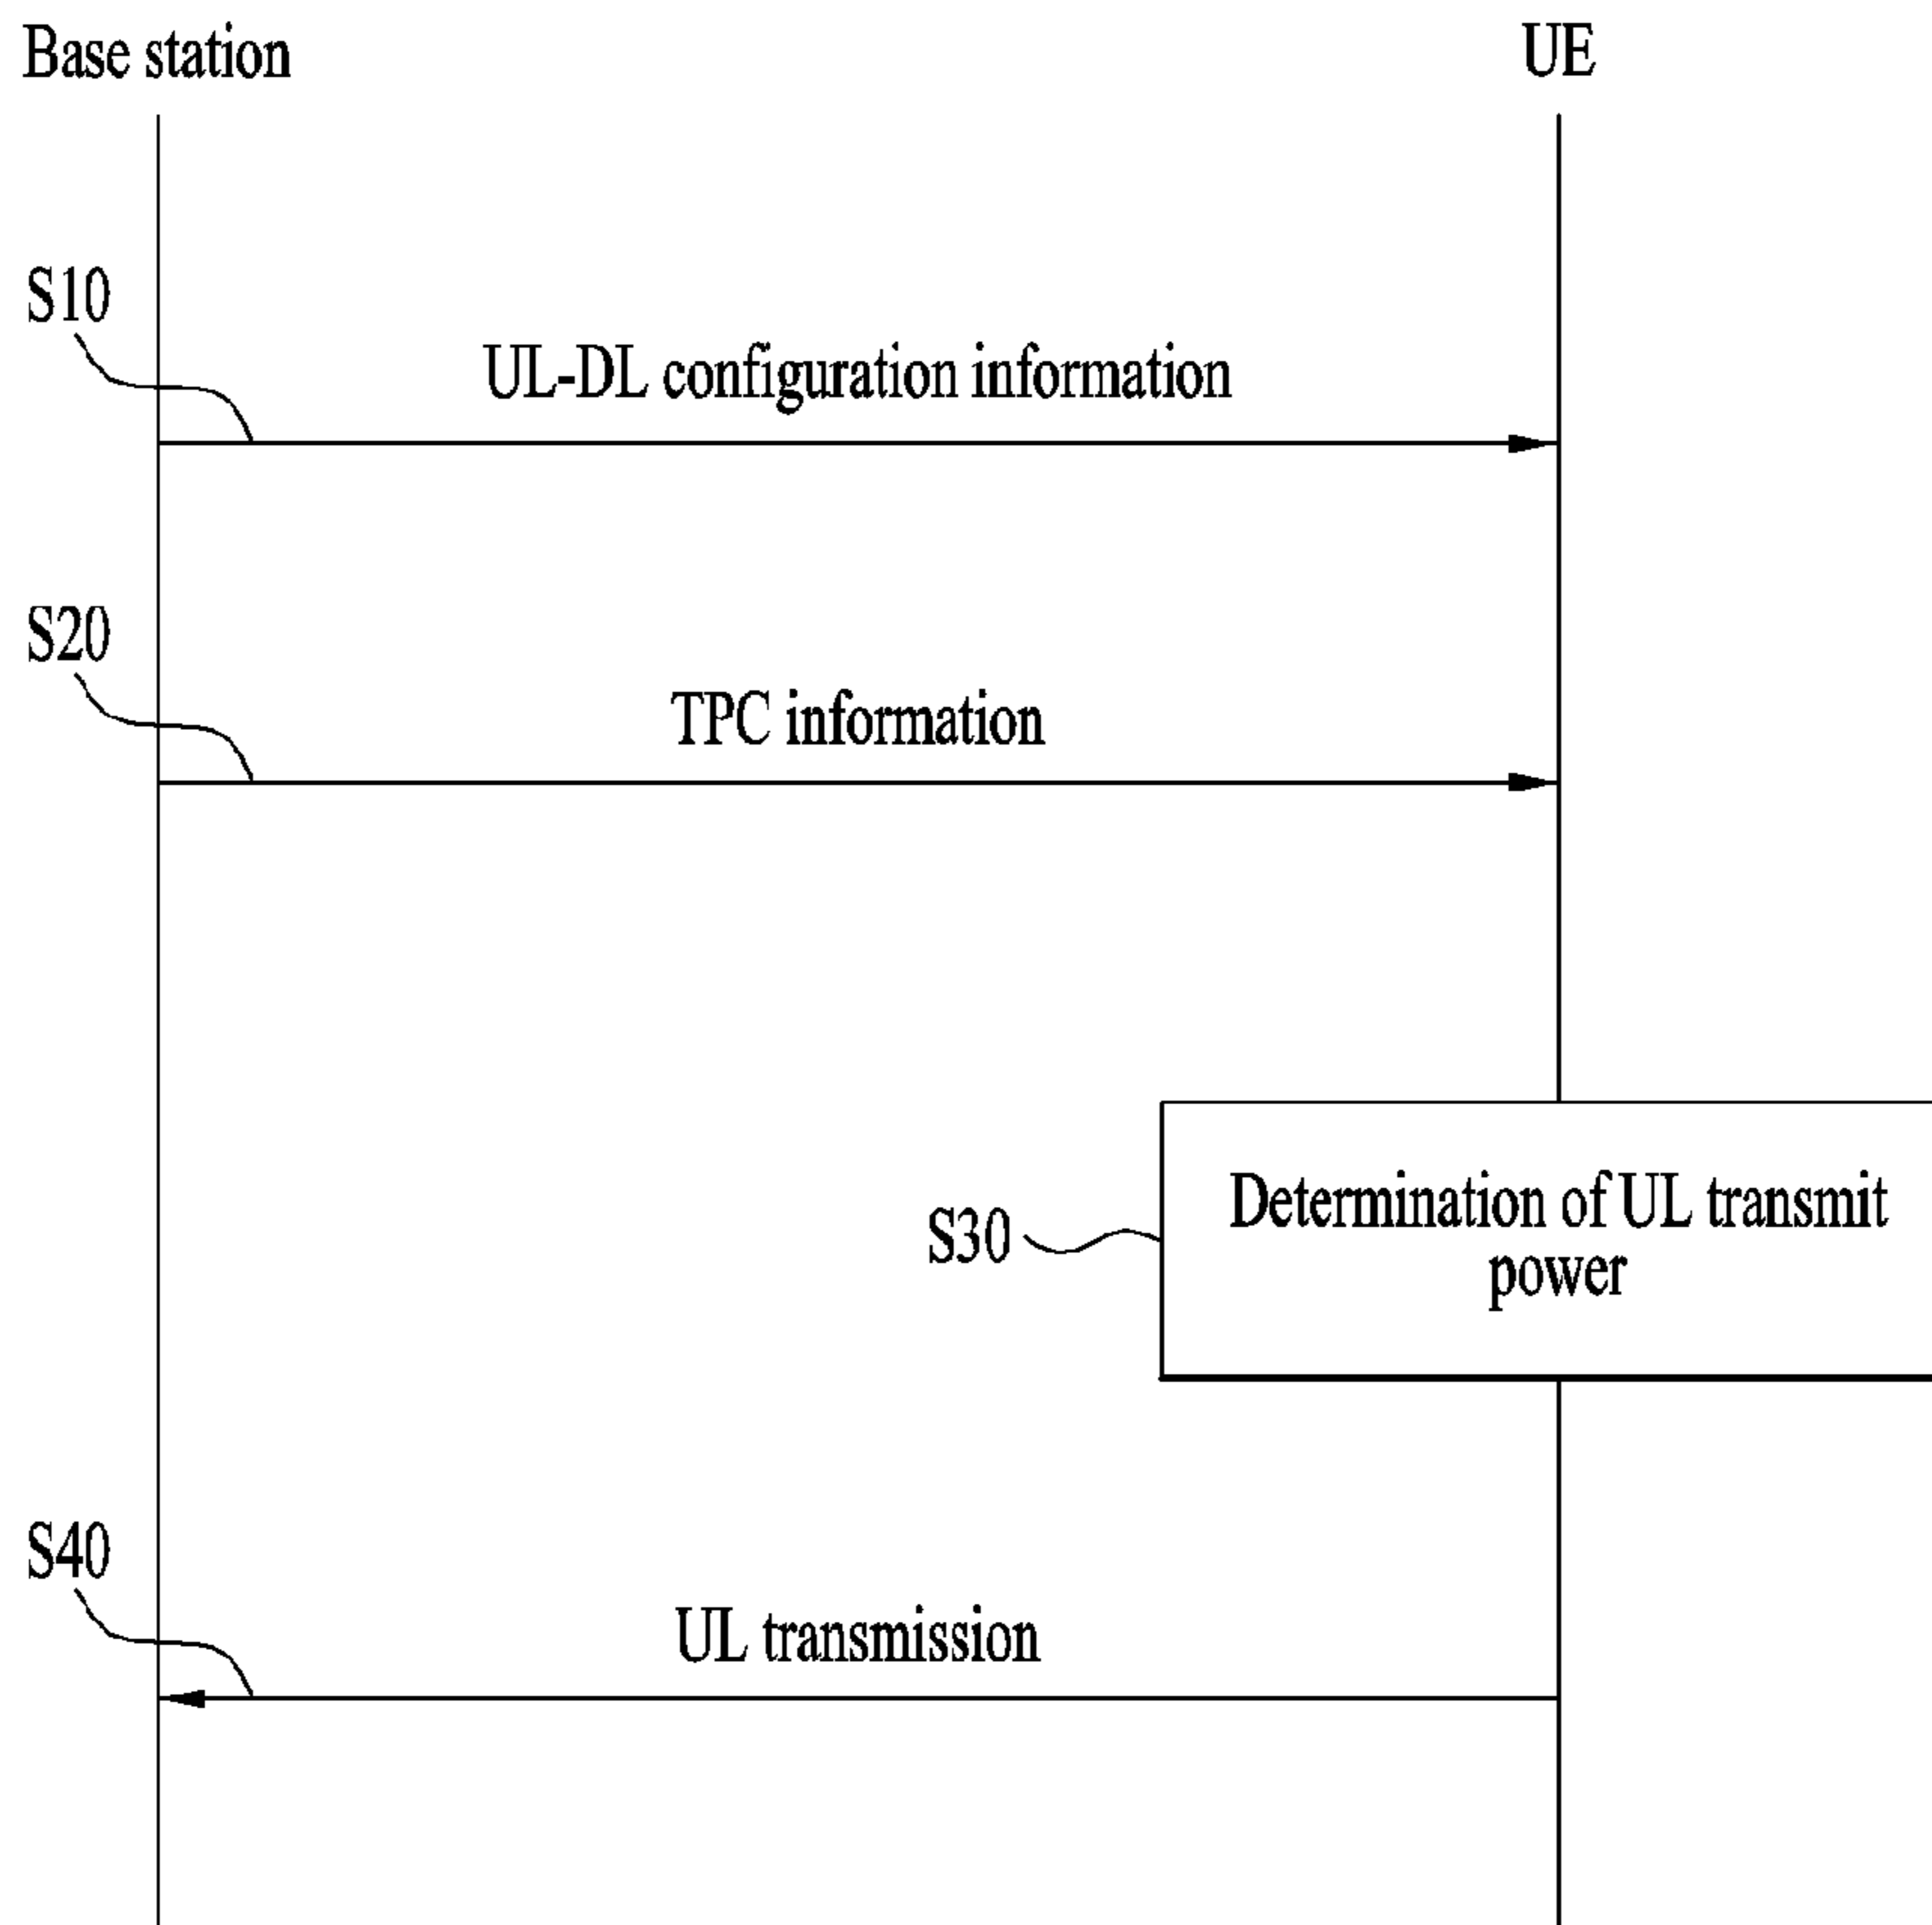 Base station
UE
S10
UL-DL configuration information
S20
TPC information
S30
Determination of UL transmit
power
S40
UL transmission